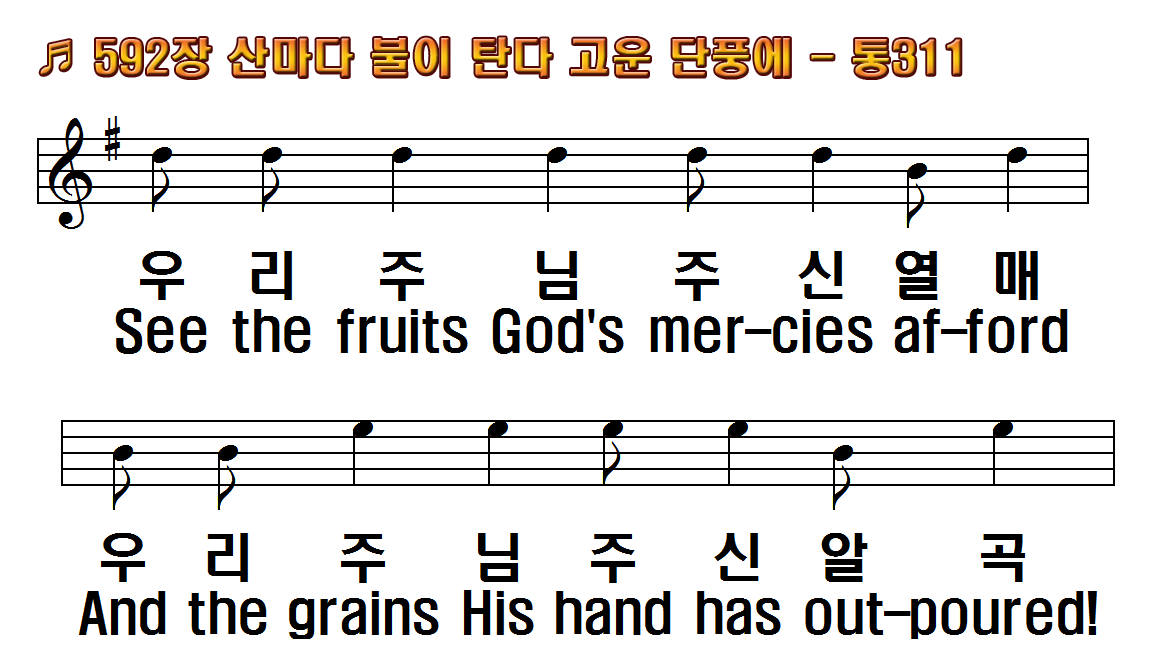 ♬ 592장 산마다 불이 탄다 고운 단풍에 - 통311
우 리 주 님 주 신 열 매
See the fruits God's mer-cies af-ford
우 리 주 님 주 신 알 곡
And the grains His hand has out-poured!